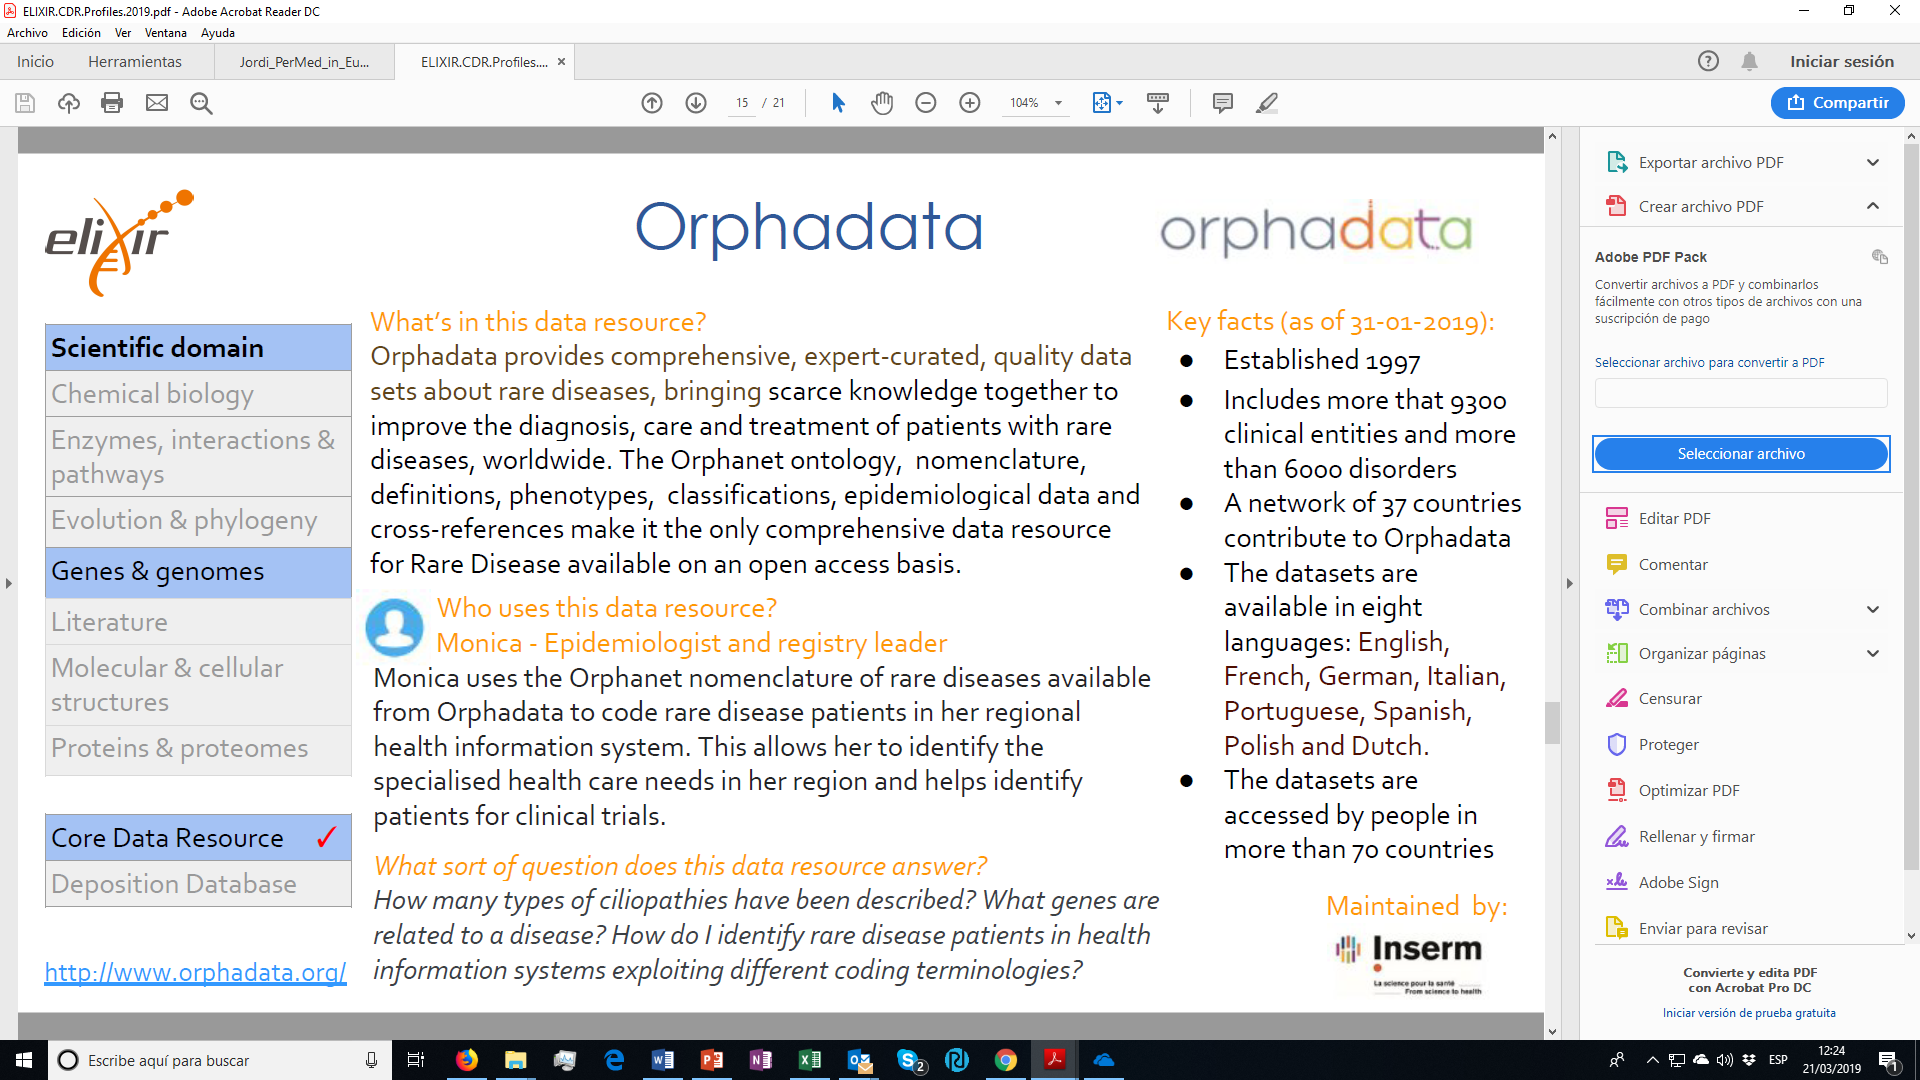 ELIXIR.CDR.Profiles.2019.pdf - Adobe Acrobat Reader DC
Archivo Edición Ver Ventana Ayuda
Inicio Herramientas Jordi_PerMed_in_Eu... ELIXIR.CDR.Profiles.... × Iniciar sesión
15 / 21 104% Compartir
elixir
Orphadata
orphadata
Scientific domain
Chemical biology
Enzymes, interactions &
pathways
Evolution & phylogeny
Genes & genomes
Literature
Molecular & cellular
structures
Proteins & proteomes
Core Data Resource ✓
Deposition Database
http://www.orphadata.org/
What's in this data resource?
Orphadata provides comprehensive, expert-curated, quality data
sets about rare diseases, bringing scarce knowledge together to
improve the diagnosis, care and treatment of patients with rare
diseases, worldwide. The Orphanet ontology, nomenclature,
definitions, phenotypes, classifications, epidemiological data and
cross-references make it the only comprehensive data resource
for Rare Disease available on an open access basis.
Who uses this data resource?
Monica - Epidemiologist and registry leader
Monica uses the Orphanet nomenclature of rare diseases available
from Orphadata to code rare disease patients in her regional
health information system. This allows her to identify the
specialised health care needs in her region and helps identify
patients for clinical trials.
What sort of question does this data resource answer?
How many types of ciliopathies have been described? What genes are
related to a disease? How do I identify rare disease patients in health
information systems exploiting different coding terminologies?
Key facts (as of 31-01-2019):
● Established 1997
● Includes more that 9300
clinical entities and more
than 6000 disorders
● A network of 37 countries
contribute to Orphadata
● The datasets are
available in eight
languages: English,
French, German, Italian,
Portuguese, Spanish,
Polish and Dutch.
● The datasets are
accessed by people in
more than 70 countries
Maintained by:
Inserm
La science pour la santé
From science to health
Exportar archivo PDF
Crear archivo PDF
Adobe PDF Pack
Convertir archivos a PDF y combinarlos
fácilmente con otros tipos de archivos con una
suscripción de pago
Seleccionar archivo para convertir a PDF
Seleccionar archivo
Editar PDF
Comentar
Combinar archivos
Organizar páginas
Censurar
Proteger
Optimizar PDF
Rellenar y firmar
Adobe Sign
Enviar para revisar
Convierte y edita PDF
con Acrobat Pro DC
Iniciar versión de prueba gratuita
Escribe aquí para buscar
2
ESP
12:24
21/03/2019
1